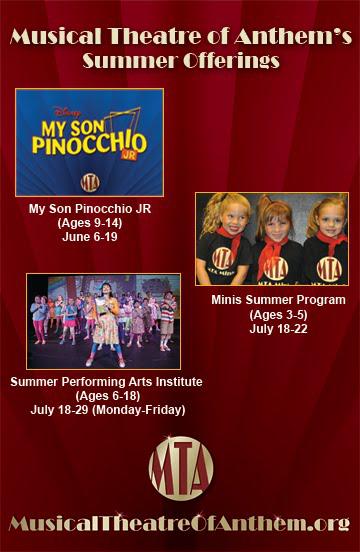 Musical Theatre of Anthem's
Summer Offerings
Disney
MY SON
PINOCCHIO
JR
MTA
My Son Pinocchio JR
(Ages 9-14)
June 6-19
MTA
MTA Minis
MTA
MTA
Minis Summer Program
(Ages 3-5)
July 18-22
Summer Performing Arts Institute
(Ages 6-18)
July 18-29 (Monday-Friday)
MTA
MusicalTheatreOfAnthem.org